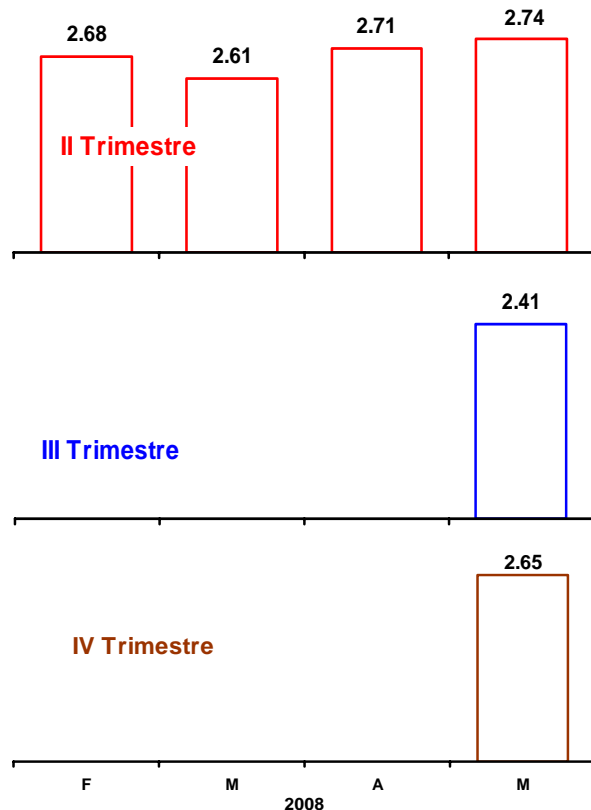 2.68 2.61 2.71 2.74
II Trimestre
2.41
III Trimestre
2.65
IV Trimestre
F M A M
2008